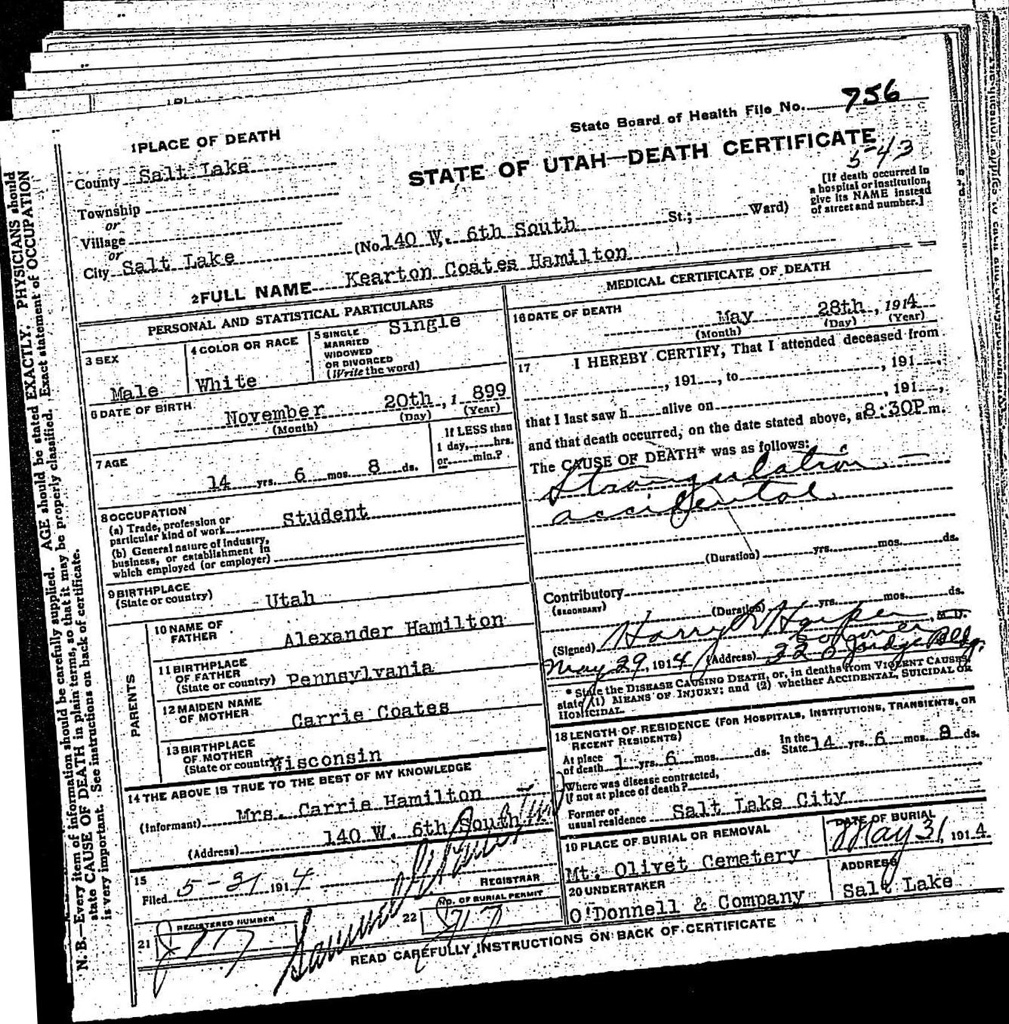 State Board of Health File No. 756
1 PLACE OF DEATH
STATE OF UTAH—DEATH CERTIFICATE
543
County Salt Lake
Township
or
Village
or
City Salt Lake (No. 140 W. 6th South St.; Ward)
[If death occurred in a hospital or institution, give its NAME instead of street and number.]
2 FULL NAME Kearton Coates Hamilton
PERSONAL AND STATISTICAL PARTICULARS
3 SEX
Male
4 COLOR OR RACE
White
5 SINGLE
MARRIED
WIDOWED
OR DIVORCED
(Write the word)
Single
6 DATE OF BIRTH
November 20th, 1 899
(Month) (Day) (Year)
7 AGE
14 yrs. 6 mos. 8 ds.
If LESS than
1 day, hrs.
or min.?
8 OCCUPATION
(a) Trade, profession or
particular kind of work Student
(b) General nature of industry,
business, or establishment in
which employed (or employer)
9 BIRTHPLACE
(State or country) Utah
PARENTS
10 NAME OF
FATHER Alexander Hamilton
11 BIRTHPLACE
OF FATHER
(State or country) Pennsylvania
12 MAIDEN NAME
OF MOTHER Carrie Coates
13 BIRTHPLACE
OF MOTHER
(State or country) Wisconsin
14 THE ABOVE IS TRUE TO THE BEST OF MY KNOWLEDGE
(Informant) Mrs. Carrie Hamilton
(Address) 140 W. 6th South
15
Filed 5-31 1914
REGISTRAR
21 REGISTERED NUMBER
22 NO. OF BURIAL PERMIT
MEDICAL CERTIFICATE OF DEATH
16 DATE OF DEATH
May 28th, 1914
(Month) (Day) (Year)
17 I HEREBY CERTIFY, That I attended deceased from
, 191 , to , 191 ,
that I last saw h alive on , 191 ,
and that death occurred, on the date stated above, at 8:30P m.
The CAUSE OF DEATH* was as follows:
Strangulation —
accidental
(Duration) yrs. mos. ds.
Contributory
(SECONDARY)
(Duration) yrs. mos. ds.
(Signed) Harry S Harper M.D.
Coroner
May 29, 1914 (Address) 320 Judge Bldg.
* State the DISEASE CAUSING DEATH, or, in deaths from VIOLENT CAUSES, state (1) MEANS OF INJURY; and (2) whether ACCIDENTAL, SUICIDAL OR HOMICIDAL.
18 LENGTH OF RESIDENCE (FOR HOSPITALS, INSTITUTIONS, TRANSIENTS, OR
RECENT RESIDENTS)
At place
of death 1 yrs. 6 mos. ds. In the
State 14 yrs. 6 mos. 8 ds.
Where was disease contracted,
if not at place of death?
Former or
usual residence Salt Lake City
19 PLACE OF BURIAL OR REMOVAL
Mt. Olivet Cemetery
DATE OF BURIAL
May 31 1914
20 UNDERTAKER
O'Donnell & Company
ADDRESS
Salt Lake
READ CAREFULLY INSTRUCTIONS ON BACK OF CERTIFICATE
N. B.—Every item of information should be carefully supplied. AGE should be stated EXACTLY. PHYSICIANS should
state CAUSE OF DEATH in plain terms, so that it may be properly classified. Exact statement of OCCUPATION
is very important. See instructions on back of certificate.